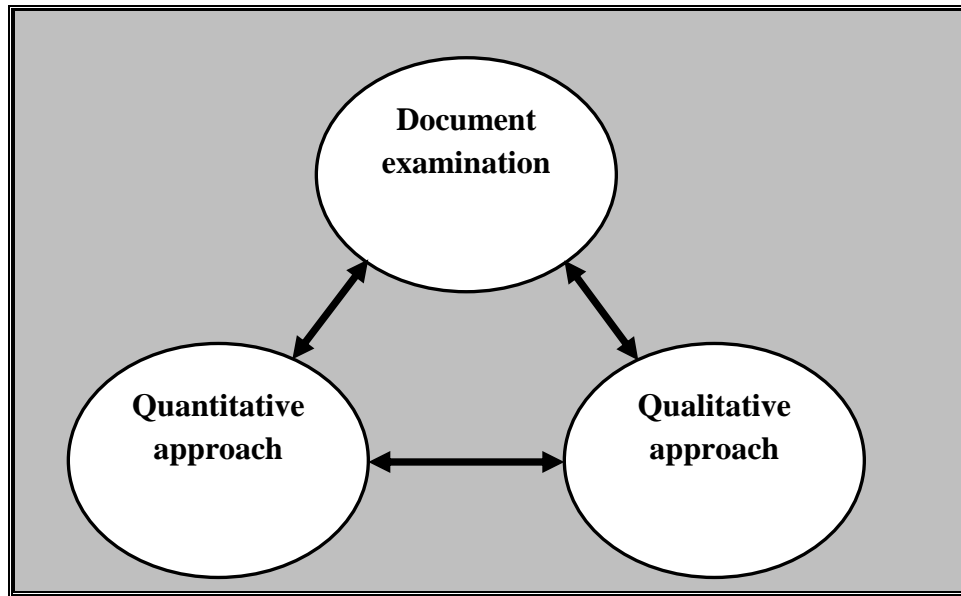 Document
examination
Quantitative
approach
Qualitative
approach